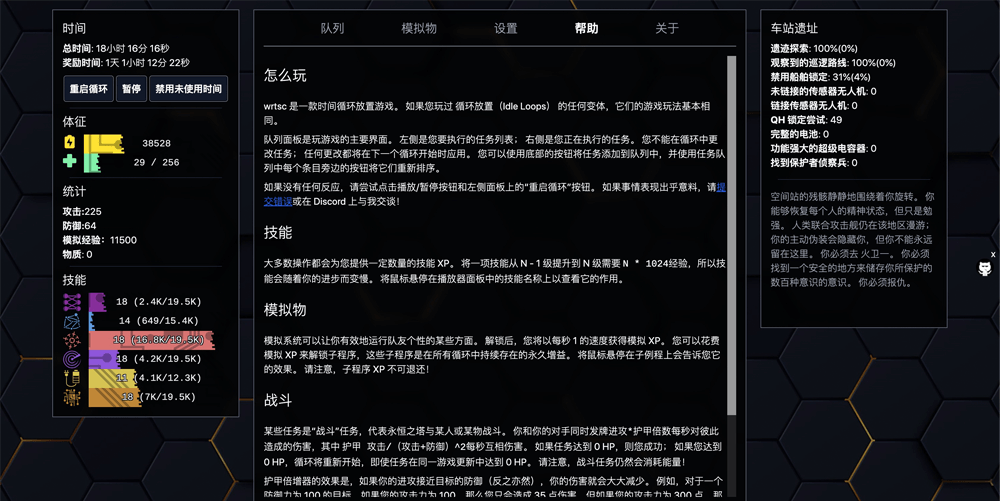 时间
总时间: 18小时 16分 16秒
奖励时间: 1天 1小时 12分 22秒
重启循环 暂停 禁用未使用时间
体征
38528
29 / 256
统计
攻击:225
防御:64
模拟经验：11500
物质: 0
技能
18 (2.4K/19.5K)
14 (649/15.4K)
18 (16.8K/19.5K)
18 (4.2K/19.5K)
11 (4.1K/12.3K)
18 (7K/19.5K)
队列 模拟物 设置 帮助 关于
怎么玩
wrtsc 是一款时间循环放置游戏。 如果您玩过 循环放置（Idle Loops） 的任何变体，它们的游戏玩法基本相
同。
队列面板是玩游戏的主要界面。 左侧是您要执行的任务列表； 右侧是您正在执行的任务。 您不能在循环中更
改任务； 任何更改都将在下一个循环开始时应用。 您可以使用底部的按钮将任务添加到队列中，并使用任务队
列中每个条目旁边的按钮将它们重新排序。
如果没有任何反应，请尝试点击播放/暂停按钮和左侧面板上的“重启循环”按钮。 如果事情表现出乎意料，请提
交错误或在 Discord 上与我交谈！
技能
大多数操作都会为您提供一定数量的技能 XP。 将一项技能从 N - 1 级提升到 N 级需要 N * 1024经验，所以技
能会随着你的进步而变慢。 将鼠标悬停在播放器面板中的技能名称上以查看它的作用。
模拟物
模拟系统可以让你有效地运行队友个性的某些方面。 解锁后，您将以每秒 1 的速度获得模拟 XP。 您可以花费
模拟 XP 来解锁子程序，这些子程序是在所有循环中持续存在的永久增益。 将鼠标悬停在子例程上会告诉您它
的效果。 请注意，子程序 XP 不可退还！
战斗
某些任务是“战斗”任务，代表永恒之塔与某人或某物战斗。 你和你的对手同时发牌进攻*护甲倍数每秒对彼此
造成的伤害，其中 护甲 攻击/（攻击+防御）^2每秒互相伤害。 如果任务达到 0 HP，则您成功； 如果您达到
0 HP，循环将重新开始，即使任务在同一游戏更新中达到 0 HP。 请注意，战斗任务仍然会消耗能量！
护甲倍增器的效果是，如果你的进攻接近目标的防御（反之亦然），你的伤害就会大大减少。 例如，对于一个
防御力为 100 的目标，如果您的攻击力为 100，那么您只会造成 35 点伤害，但如果您的攻击力为 300 点，那
车站遗址
遗迹探索: 100%(0%)
观察到的巡逻路线: 100%(0%)
禁用船舶锁定: 31%(4%)
未链接的传感器无人机: 0
链接传感器无人机: 0
QH 锁定尝试: 49
完整的电池: 0
功能强大的超级电容器: 0
找到保护者侦察兵: 0
空间站的残骸静静地围绕着你旋转。 你
能够恢复每个人的精神状态，但只是勉
强。 人类联合攻击舰仍在该地区漫游；
你的主动伪装会隐藏你，但你不能永远
留在这里。 你必须去 火卫一。 你必须
找到一个安全的地方来储存你所保护的
数百种意识的意识。 你必须报仇。
x